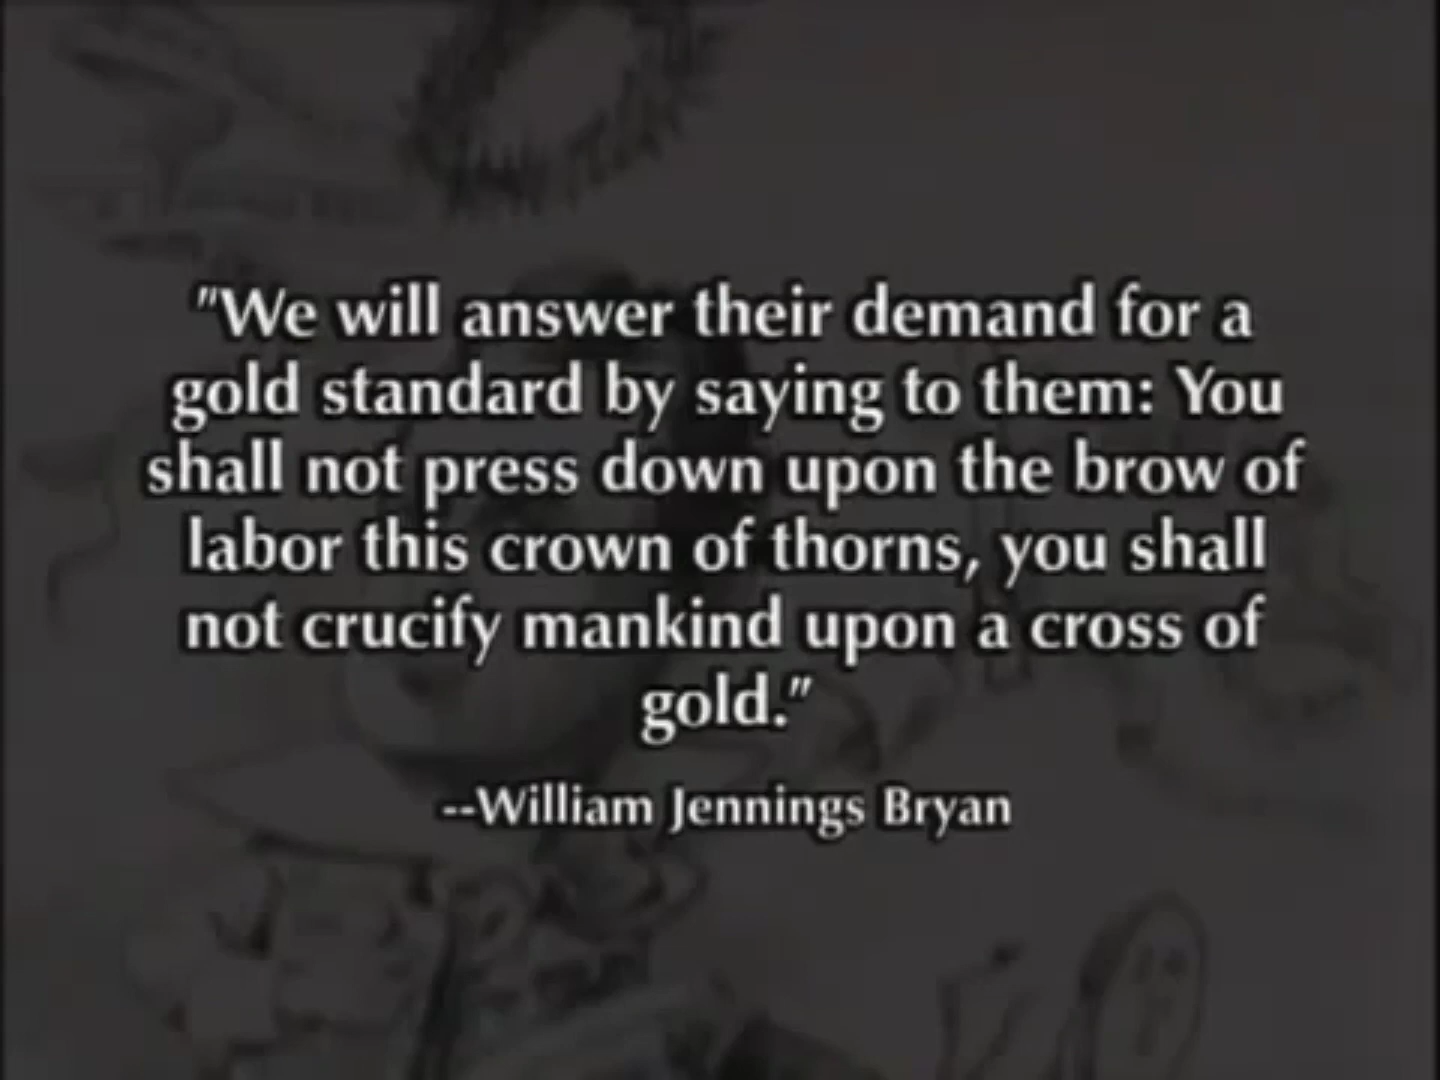 "We will answer their demand for a
gold standard by saying to them: You
shall not press down upon the brow of
labor this crown of thorns, you shall
not crucify mankind upon a cross of
gold."
--William Jennings Bryan